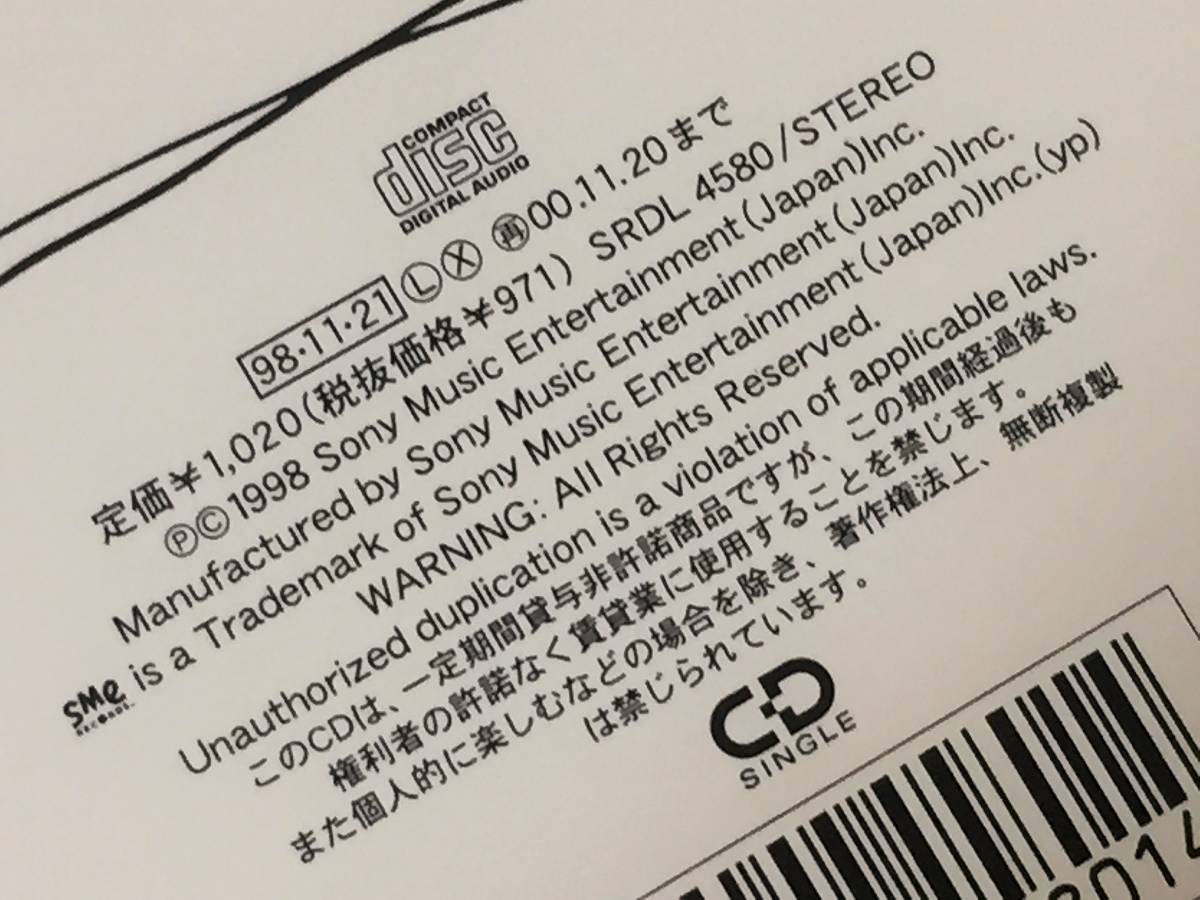 COMPACT
disc
DIGITAL AUDIO
98・11・21 Ⓛ Ⓧ ㊢00.11.20まで
定価¥1,020(税抜価格¥971) SRDL 4580/STEREO
Ⓟ©1998 Sony Music Entertainment(Japan)Inc.
Manufactured by Sony Music Entertainment(Japan)Inc.
SMe RECORDS is a Trademark of Sony Music Entertainment(Japan)Inc.(yp)
WARNING: All Rights Reserved.
Unauthorized duplication is a violation of applicable laws.
このCDは、一定期間貸与非許諾商品ですが、この期間経過後も
権利者の許諾なく賃貸業に使用することを禁じます。
また個人的に楽しむなどの場合を除き、著作権法上、無断複製
は禁じられています。
CD
SINGLE